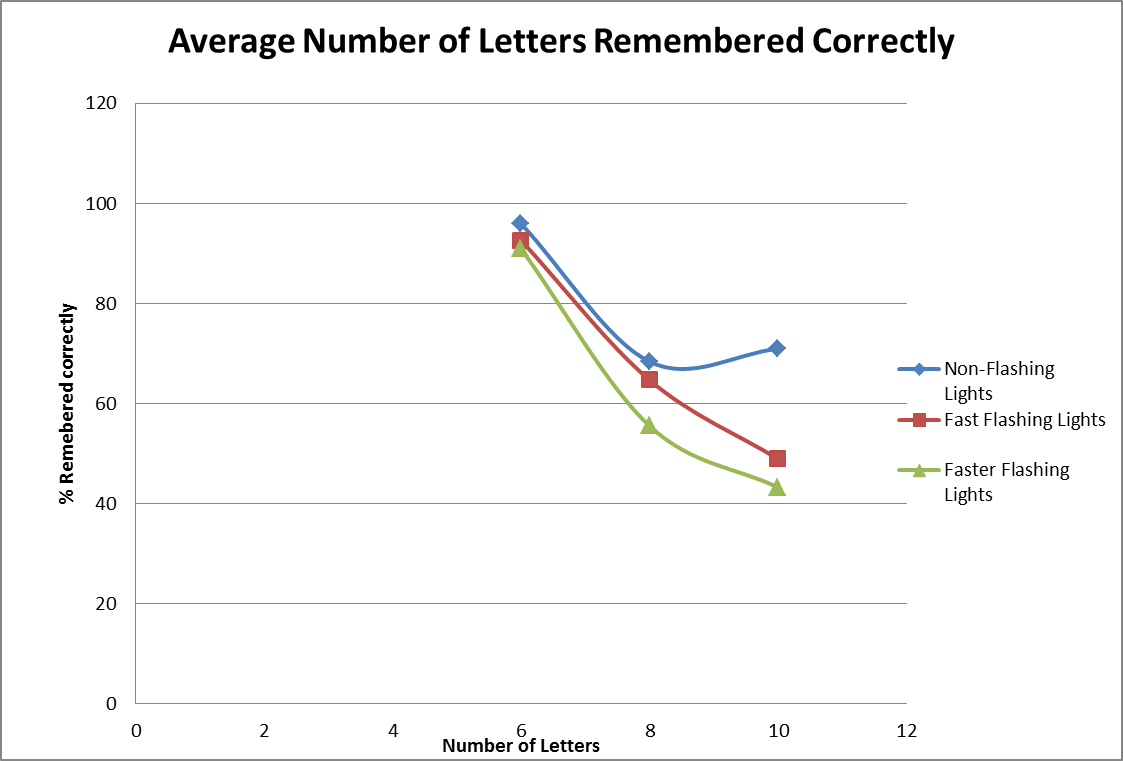 Average Number of Letters Remembered Correctly
120
100
80
60
40
20
0
% Remebered correctly
0 2 4 6 8 10 12
Number of Letters
Non-Flashing
Lights
Fast Flashing Lights
Faster Flashing
Lights